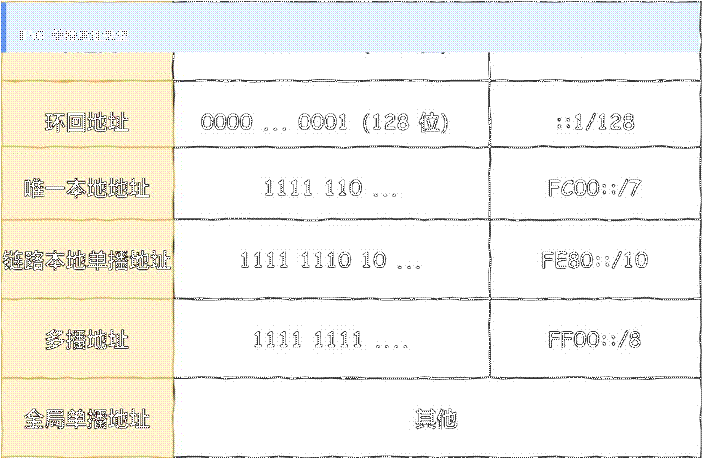 环回地址 0000 ... 0001 (128 位) ::1/128
唯一本地地址 1111 110 ... FC00::/7
链路本地单播地址 1111 1110 10 ... FE80::/10
多播地址 1111 1111 .... FF00::/8
全局单播地址 其他